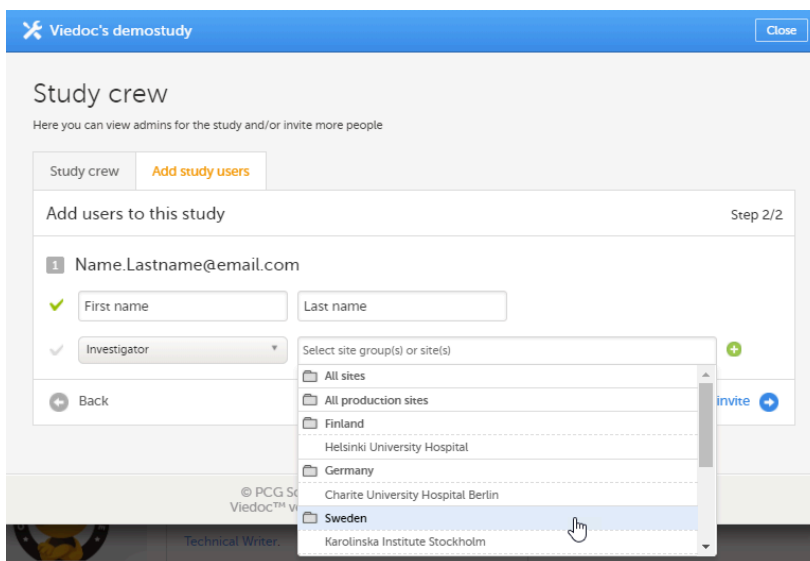 Viedoc's demostudy
Close
Study crew
Here you can view admins for the study and/or invite more people
Study crew
Add study users
Add users to this study
Step 2/2
1 Name.Lastname@email.com
First name
Last name
Investigator
Select site group(s) or site(s)
All sites
Back
All production sites
invite
Finland
Helsinki University Hospital
Germany
© PCG
Charite University Hospital Berlin
Viedoc™
Sweden
Technical Writer.
Karolinska Institute Stockholm